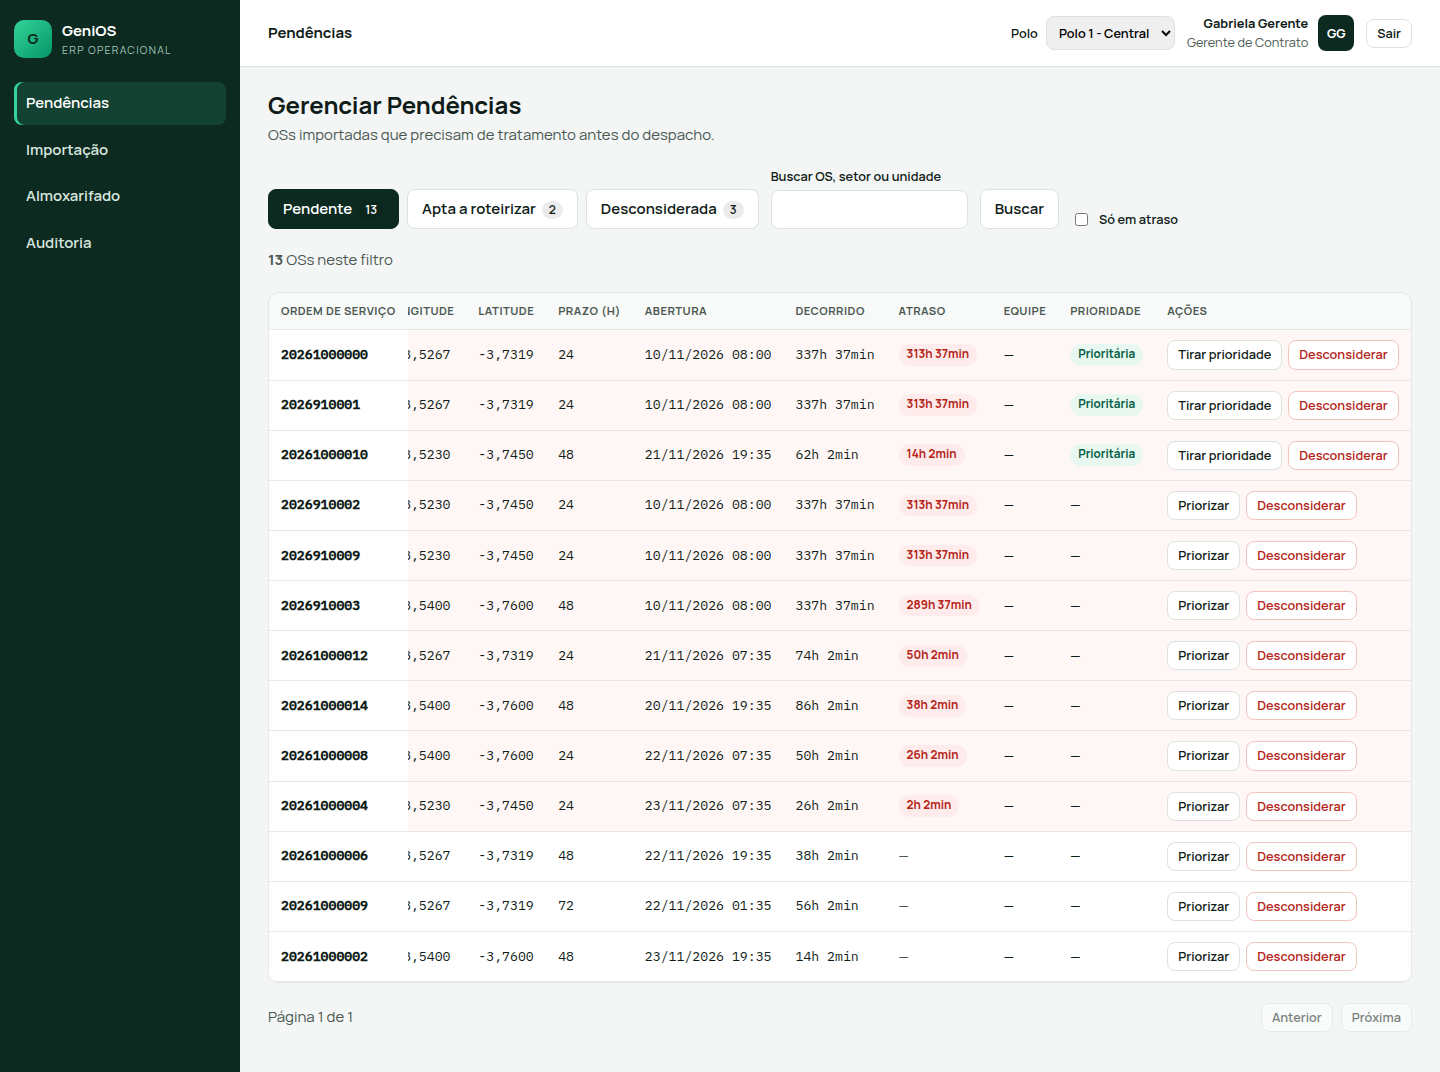 G GeniOS
ERP OPERACIONAL
Pendências
Importação
Almoxarifado
Auditoria
Pendências
Polo Polo 1 - Central
Gabriela Gerente
Gerente de Contrato
GG
Sair
Gerenciar Pendências
OSs importadas que precisam de tratamento antes do despacho.
Pendente 13 Apta a roteirizar 2 Desconsiderada 3
Buscar OS, setor ou unidade
Buscar
Só em atraso
13 OSs neste filtro
ORDEM DE SERVIÇO IGITUDE LATITUDE PRAZO (H) ABERTURA DECORRIDO ATRASO EQUIPE PRIORIDADE AÇÕES
20261000000 3,5267 -3,7319 24 10/11/2026 08:00 337h 37min 313h 37min — Prioritária Tirar prioridade Desconsiderar
2026910001 3,5267 -3,7319 24 10/11/2026 08:00 337h 37min 313h 37min — Prioritária Tirar prioridade Desconsiderar
20261000010 3,5230 -3,7450 48 21/11/2026 19:35 62h 2min 14h 2min — Prioritária Tirar prioridade Desconsiderar
2026910002 3,5230 -3,7450 24 10/11/2026 08:00 337h 37min 313h 37min — — Priorizar Desconsiderar
2026910009 3,5230 -3,7450 24 10/11/2026 08:00 337h 37min 313h 37min — — Priorizar Desconsiderar
2026910003 3,5400 -3,7600 48 10/11/2026 08:00 337h 37min 289h 37min — — Priorizar Desconsiderar
20261000012 3,5267 -3,7319 24 21/11/2026 07:35 74h 2min 50h 2min — — Priorizar Desconsiderar
20261000014 3,5400 -3,7600 48 20/11/2026 19:35 86h 2min 38h 2min — — Priorizar Desconsiderar
20261000008 3,5400 -3,7600 24 22/11/2026 07:35 50h 2min 26h 2min — — Priorizar Desconsiderar
20261000004 3,5230 -3,7450 24 23/11/2026 07:35 26h 2min 2h 2min — — Priorizar Desconsiderar
20261000006 3,5267 -3,7319 48 22/11/2026 19:35 38h 2min — — — Priorizar Desconsiderar
20261000009 3,5267 -3,7319 72 22/11/2026 01:35 56h 2min — — — Priorizar Desconsiderar
20261000002 3,5400 -3,7600 48 23/11/2026 19:35 14h 2min — — — Priorizar Desconsiderar
Página 1 de 1
Anterior Próxima